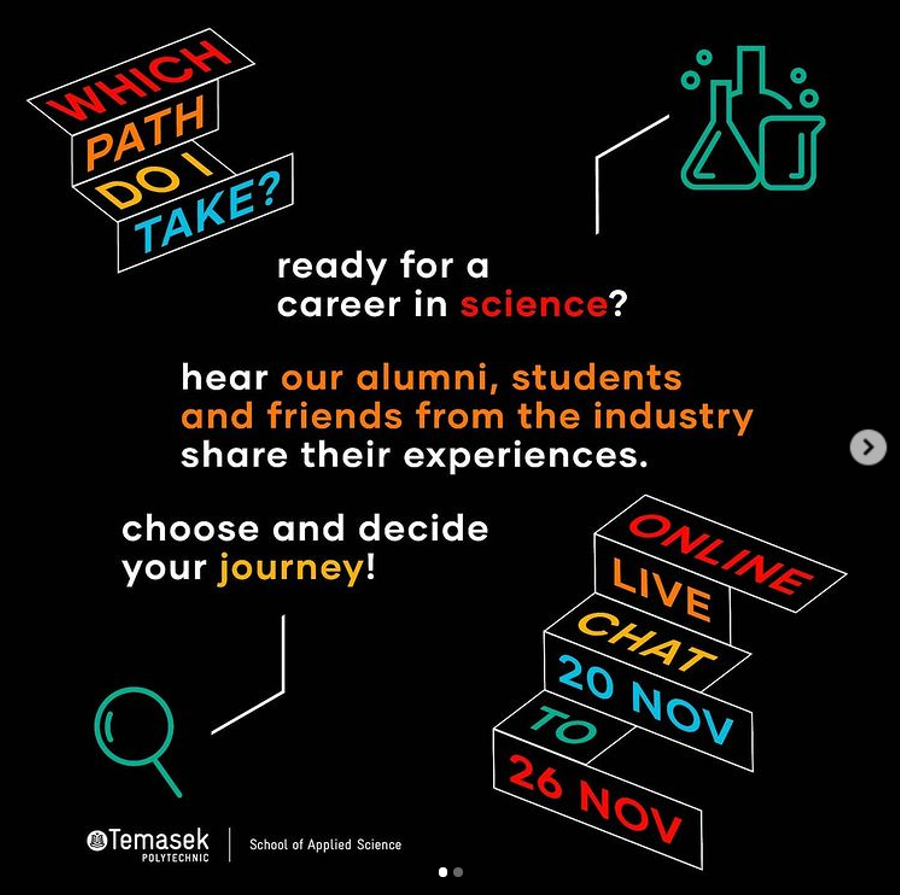 WHICH
PATH
DO I
TAKE?
ready for a
career in science?
hear our alumni, students
and friends from the industry
share their experiences.
choose and decide
your journey!
ONLINE
LIVE
CHAT
20 NOV
TO
26 NOV
Temasek
POLYTECHNIC
School of Applied Science